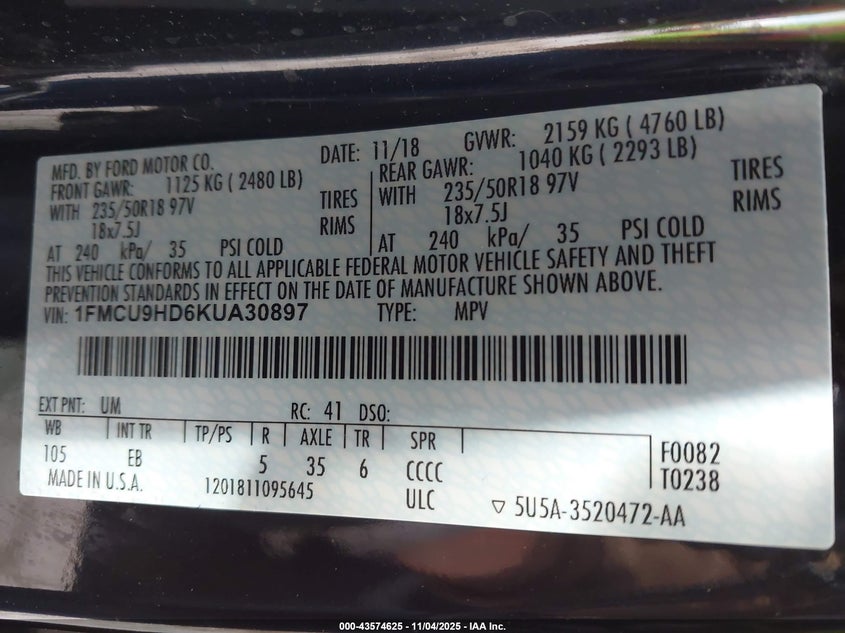 MFD. BY FORD MOTOR CO. DATE: 11/18 GVWR: 2159 KG ( 4760 LB)
FRONT GAWR: 1125 KG ( 2480 LB) REAR GAWR: 1040 KG ( 2293 LB)
WITH 235/50R18 97V TIRES WITH 235/50R18 97V TIRES
18x7.5J RIMS 18x7.5J RIMS
AT 240 kPa/ 35 PSI COLD AT 240 kPa/ 35 PSI COLD
THIS VEHICLE CONFORMS TO ALL APPLICABLE FEDERAL MOTOR VEHICLE SAFETY AND THEFT
PREVENTION STANDARDS IN EFFECT ON THE DATE OF MANUFACTURE SHOWN ABOVE.
VIN: 1FMCU9HD6KUA30897 TYPE: MPV
EXT PNT: UM RC: 41 DSO:
WB INT TR TP/PS R AXLE TR SPR
105 EB 5 35 6 CCCC F0082
MADE IN U.S.A. 1201811095645 ULC T0238
▽ 5U5A-3520472-AA
000-43574625 - 11/04/2025 - IAA Inc.